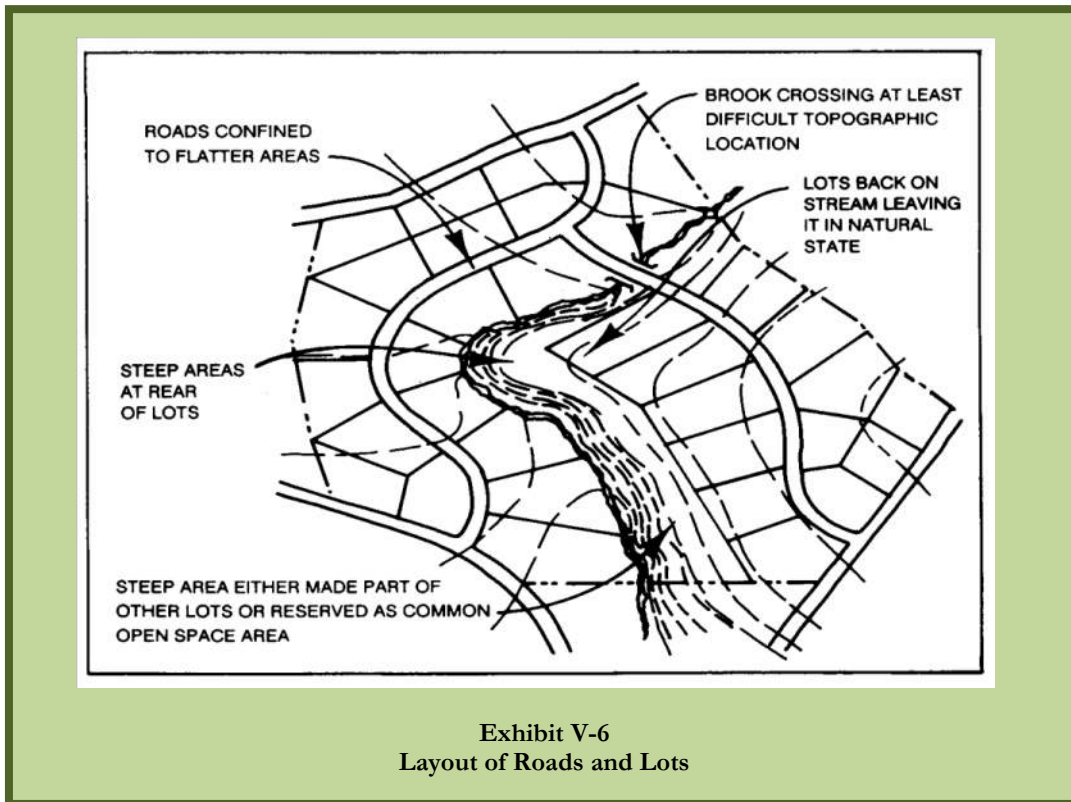 ROADS CONFINED
TO FLATTER AREAS
BROOK CROSSING AT LEAST
DIFFICULT TOPOGRAPHIC
LOCATION
LOTS BACK ON
STREAM LEAVING
IT IN NATURAL
STATE
STEEP AREAS
AT REAR
OF LOTS
STEEP AREA EITHER MADE PART OF
OTHER LOTS OR RESERVED AS COMMON
OPEN SPACE AREA
Exhibit V-6
Layout of Roads and Lots